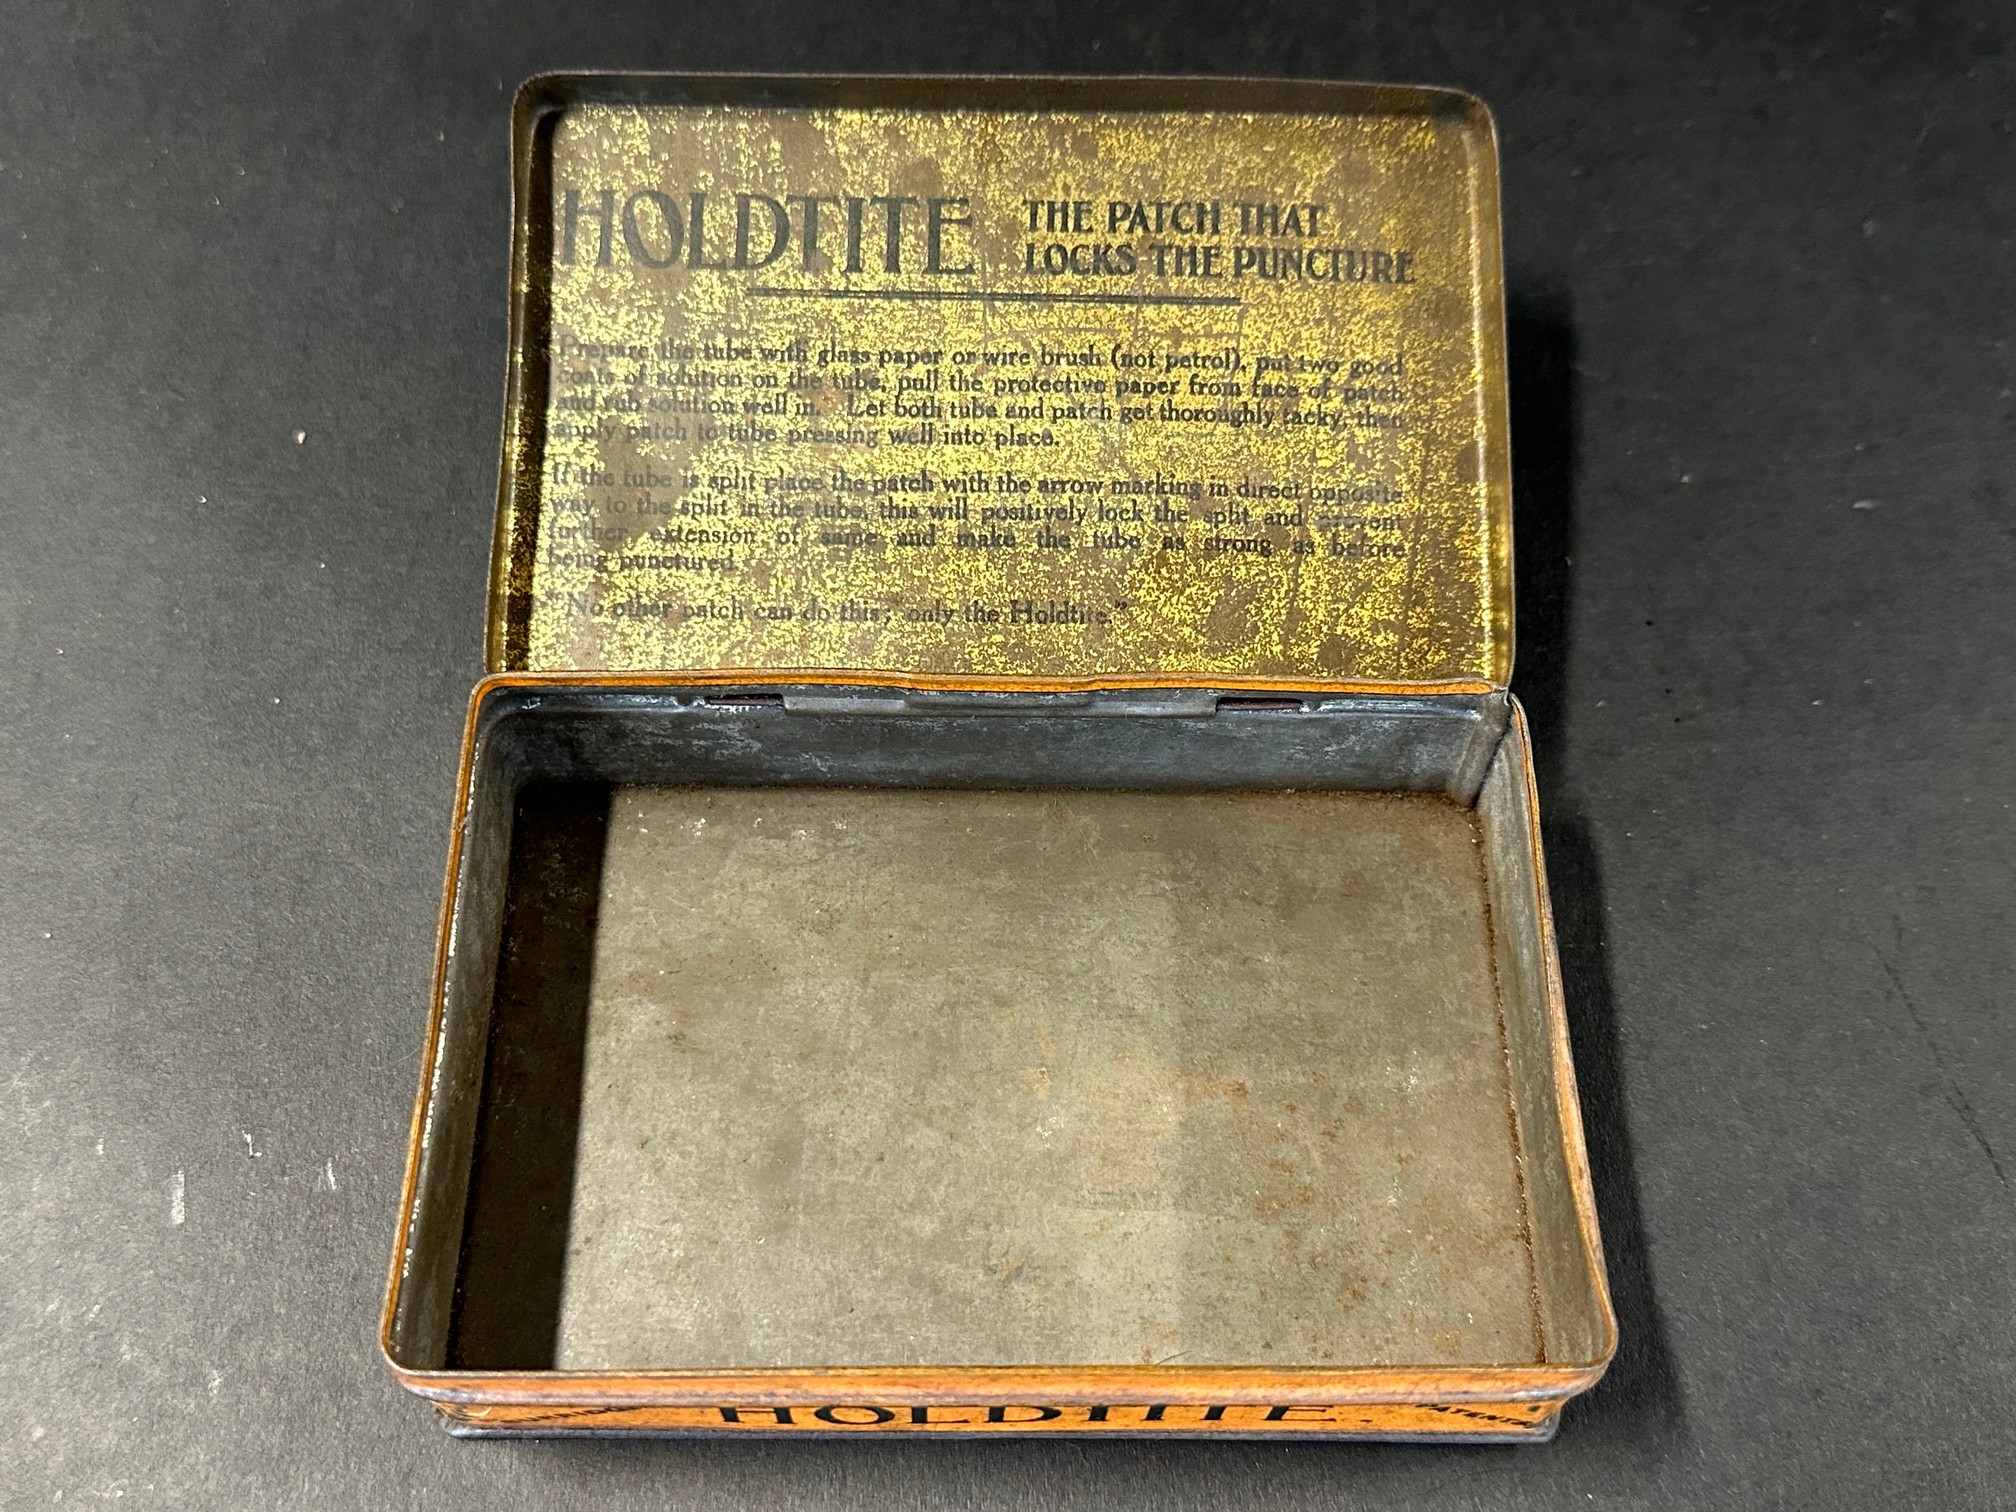 HOLDTITE THE PATCH THAT
LOCKS THE PUNCTURE
Prepare the tube with glass paper or wire brush (not petrol), put two good
coats of solution on the tube, pull the protective paper from face of patch
and rub solution well in. Let both tube and patch get thoroughly tacky, then
apply patch to tube pressing well into place.
If the tube is split place the patch with the arrow marking in direct opposite
way to the split in the tube, this will positively lock the split and prevent
further extension of same and make the tube as strong as before
being punctured.
"No other patch can do this, only the Holdtite."
HOLDTITE.